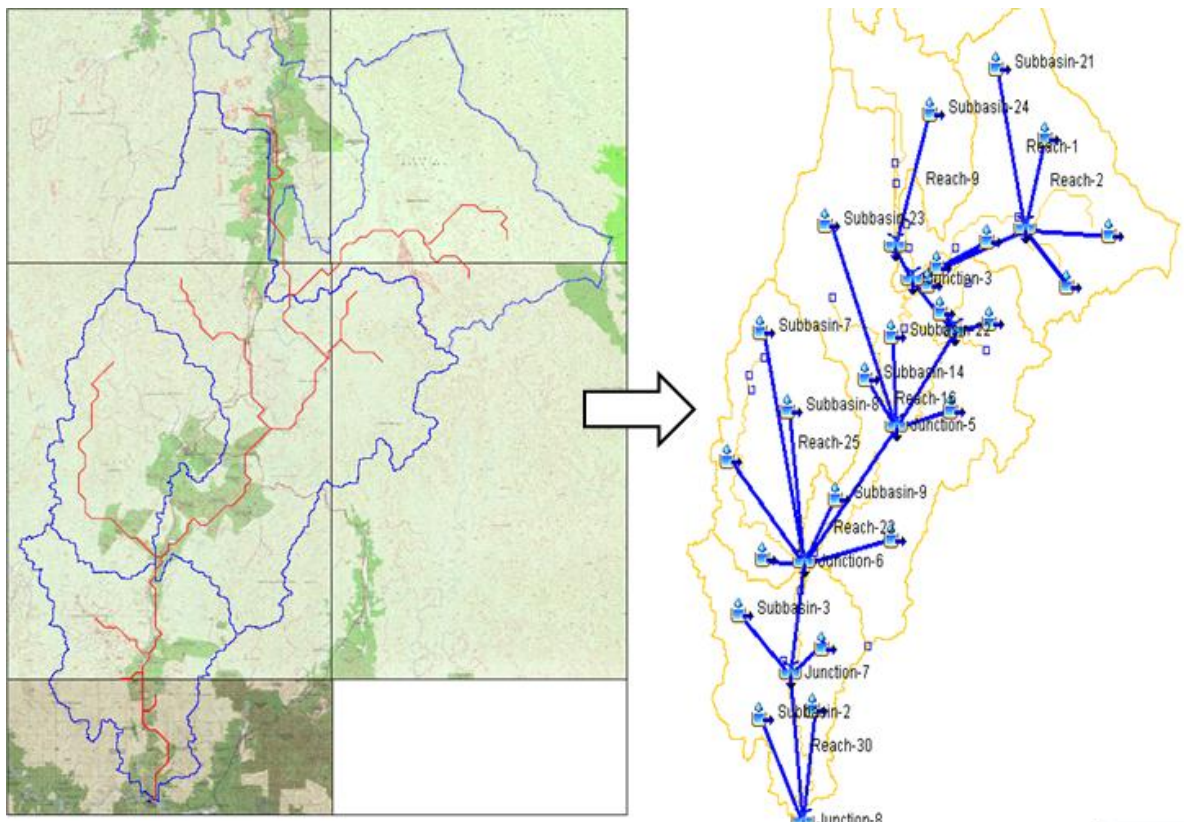 Subbasin-21
Subbasin-24
Reach-1
Reach-9
Reach-2
Subbasin-23
Junction-3
Subbasin-7
Subbasin-22
Subbasin-14
Reach-16
Subbasin-8
Junction-5
Reach-25
Subbasin-9
Reach-23
Junction-6
Subbasin-3
Junction-7
Subbasin-2
Reach-30
Junction-8